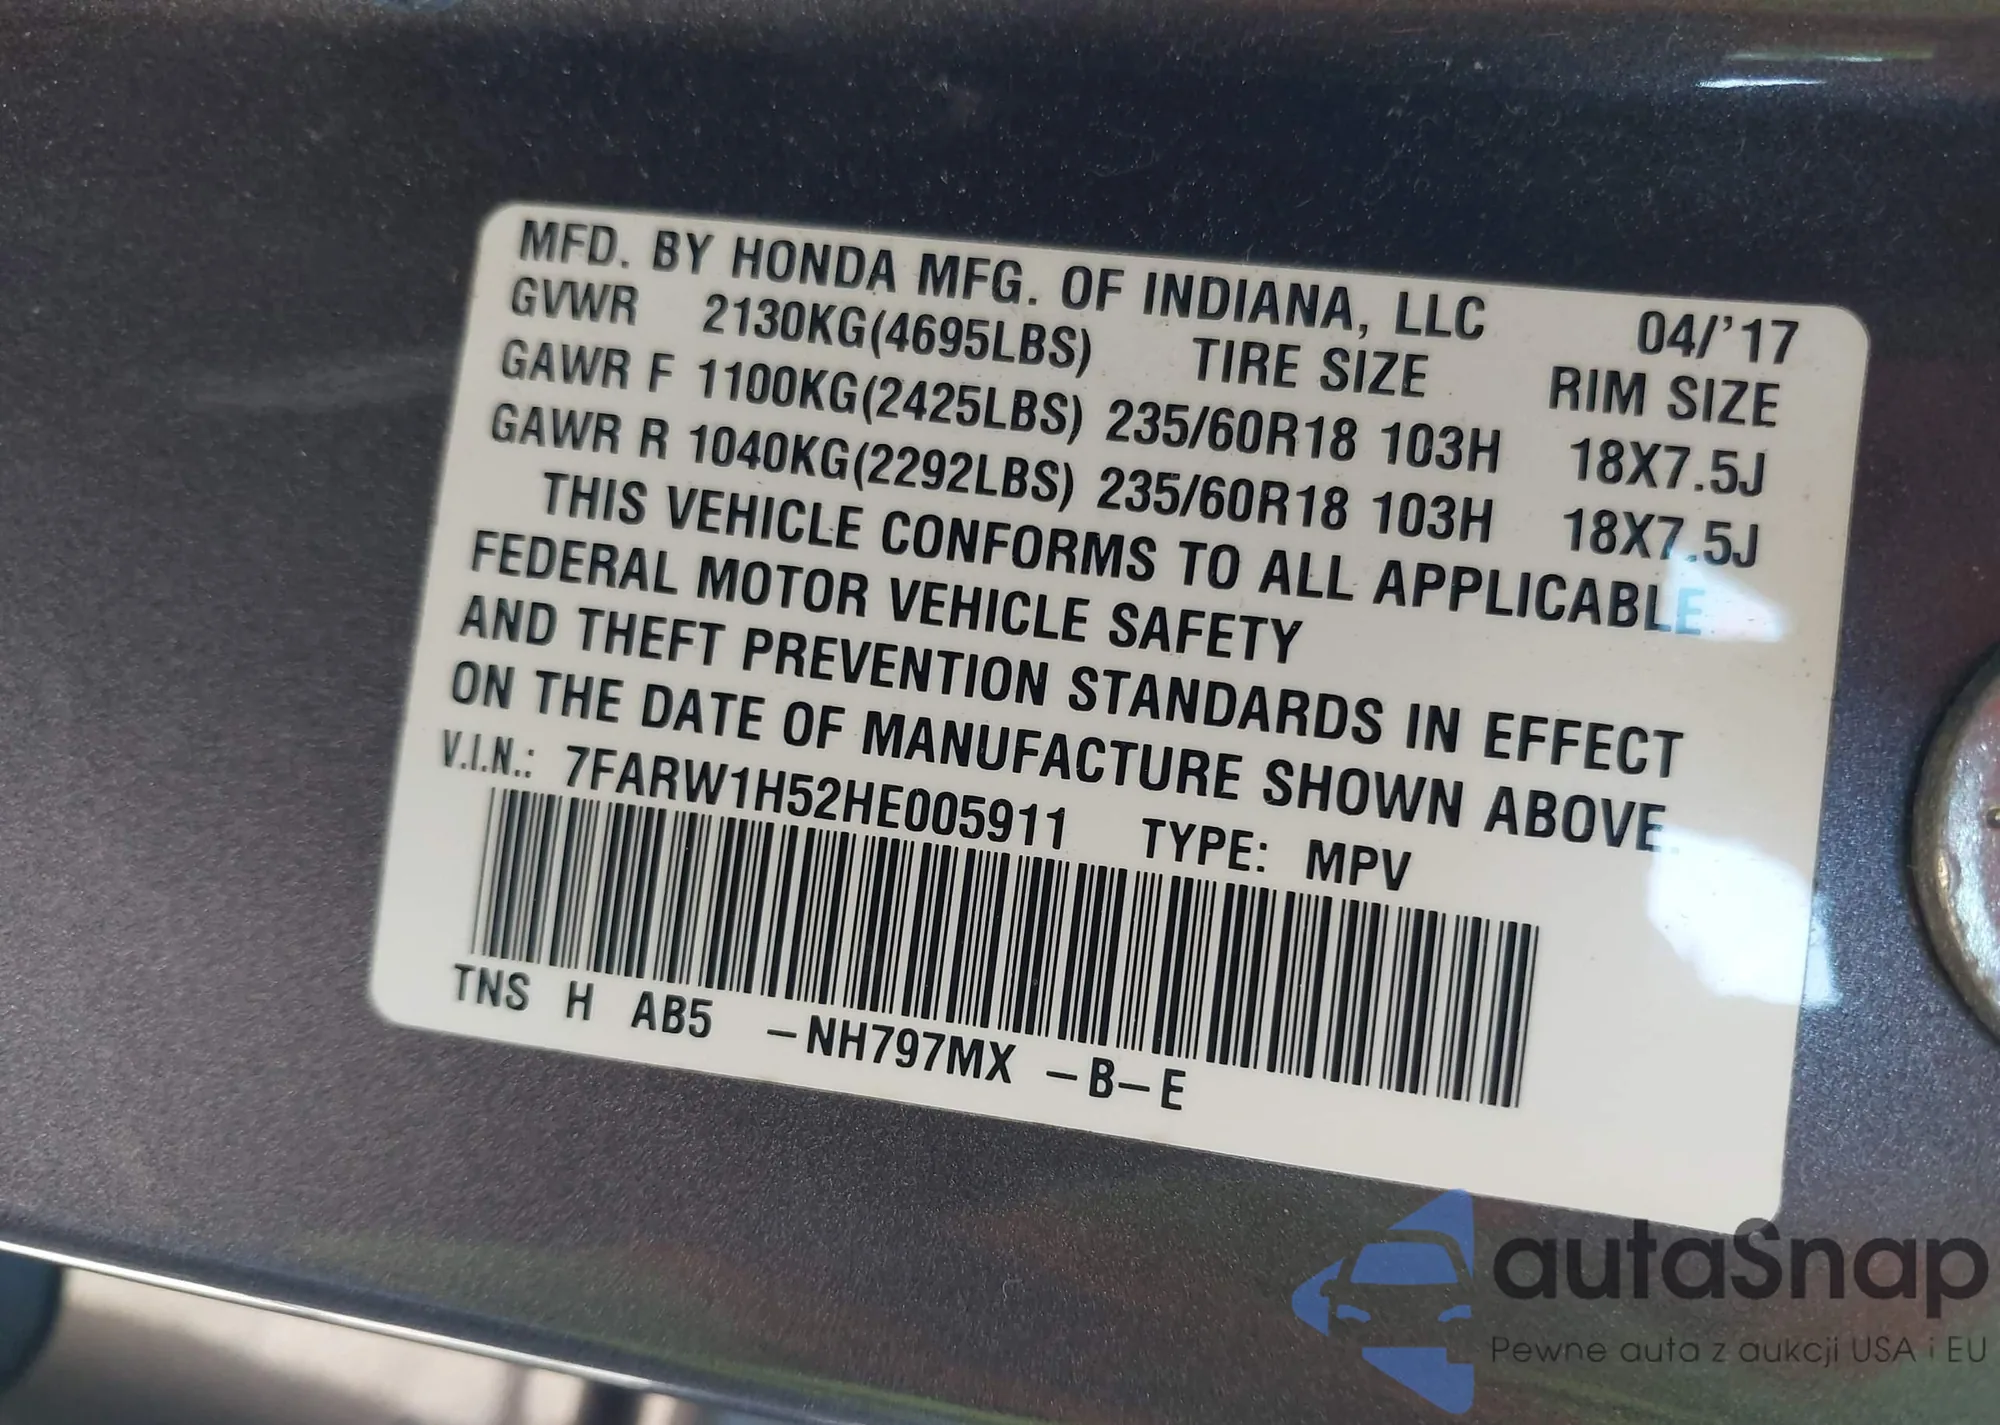 MFD. BY HONDA MFG. OF INDIANA, LLC 04/'17
GVWR 2130KG(4695LBS) TIRE SIZE RIM SIZE
GAWR F 1100KG(2425LBS) 235/60R18 103H 18X7.5J
GAWR R 1040KG(2292LBS) 235/60R18 103H 18X7.5J
THIS VEHICLE CONFORMS TO ALL APPLICABLE
FEDERAL MOTOR VEHICLE SAFETY
AND THEFT PREVENTION STANDARDS IN EFFECT
ON THE DATE OF MANUFACTURE SHOWN ABOVE.
V.I.N.: 7FARW1H52HE005911 TYPE: MPV
TNS H AB5 -NH797MX -B-E
autaSnap
Pewne auta z aukcji USA i EU